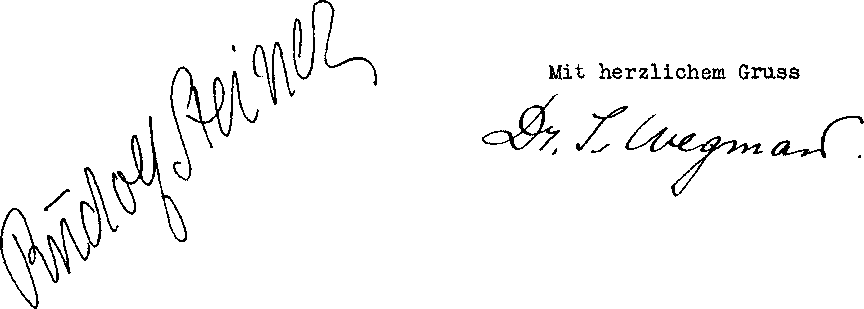 Rudolf Steiner
Mit herzlichem Gruss
Dr. I. Wegman.